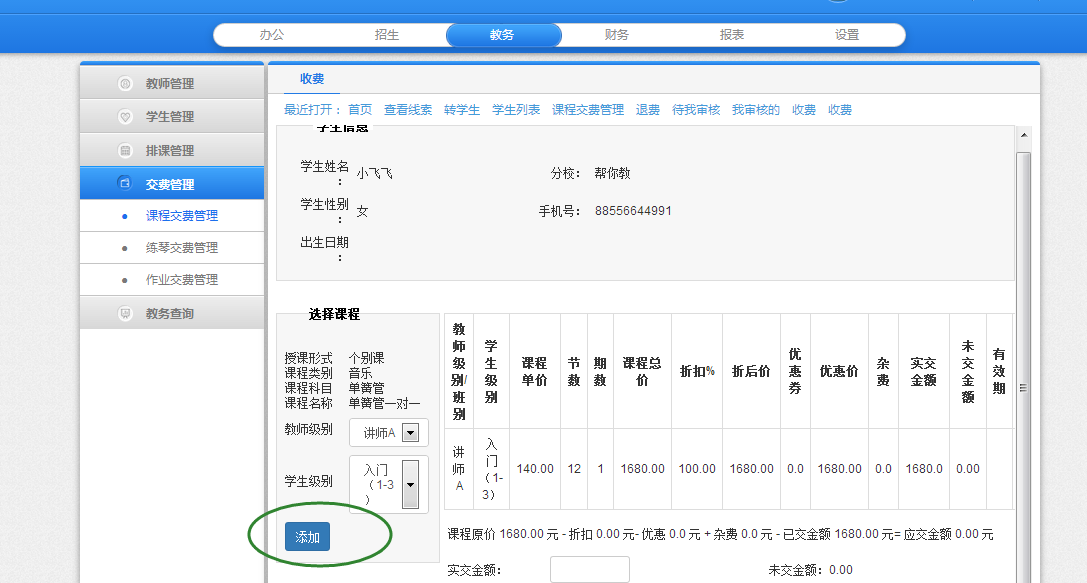 办公 招生 教务 财务 报表 设置
教师管理
学生管理
排课管理
交费管理
课程交费管理
练琴交费管理
作业交费管理
教务查询
收费
最近打开： 首页 查看线索 转学生 学生列表 课程交费管理 退费 待我审核 我审核的 收费 收费
学生信息
学生姓名： 小飞飞 分校： 帮你教
学生性别： 女 手机号： 88556644991
出生日期：
选择课程
授课形式 个别课
课程类别 音乐
课程科目 单簧管
课程名称 单簧管一对一
教师级别 讲师A
学生级别 入门（1-3）
添加
教师级别/班别 学生级别 课程单价 节数 期数 课程总价 折扣% 折后价 优惠券 优惠价 杂费 实交金额 未交金额 有效期
讲师A 入门（1-3） 140.00 12 1 1680.00 100.00 1680.00 0.0 1680.00 0.0 1680.0 0.00
课程原价 1680.00 元 - 折扣 0.00 元- 优惠 0.0 元 + 杂费 0.0 元 - 已交金额 1680.00 元= 应交金额 0.00 元
实交金额： 未交金额：0.00